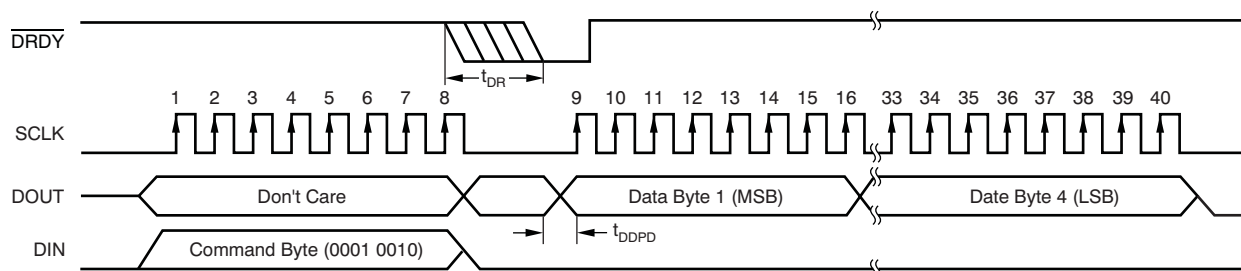 DRDY
tDR
1 2 3 4 5 6 7 8 9 10 11 12 13 14 15 16 33 34 35 36 37 38 39 40
SCLK
DOUT Don't Care Data Byte 1 (MSB) Date Byte 4 (LSB)
tDDPD
DIN Command Byte (0001 0010)